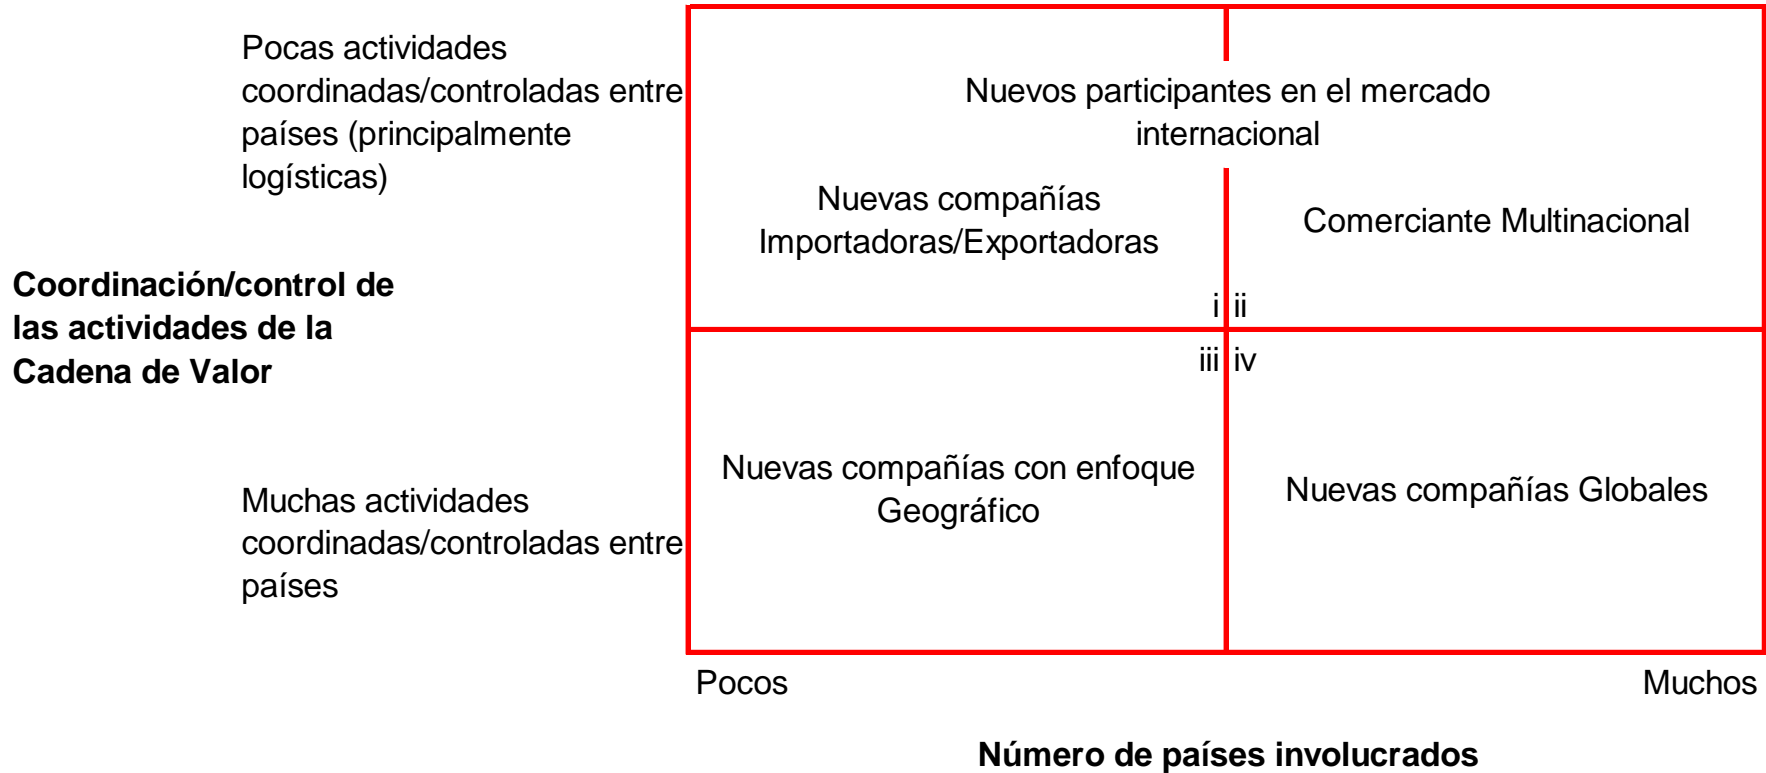 Pocas actividades
coordinadas/controladas entre
países (principalmente
logísticas)
Nuevos participantes en el mercado
internacional
Nuevas compañías
Importadoras/Exportadoras
Comerciante Multinacional
i
ii
Coordinación/control de
las actividades de la
Cadena de Valor
iii
iv
Nuevas compañías con enfoque
Geográfico
Nuevas compañías Globales
Muchas actividades
coordinadas/controladas entre
países
Pocos
Muchos
Número de países involucrados